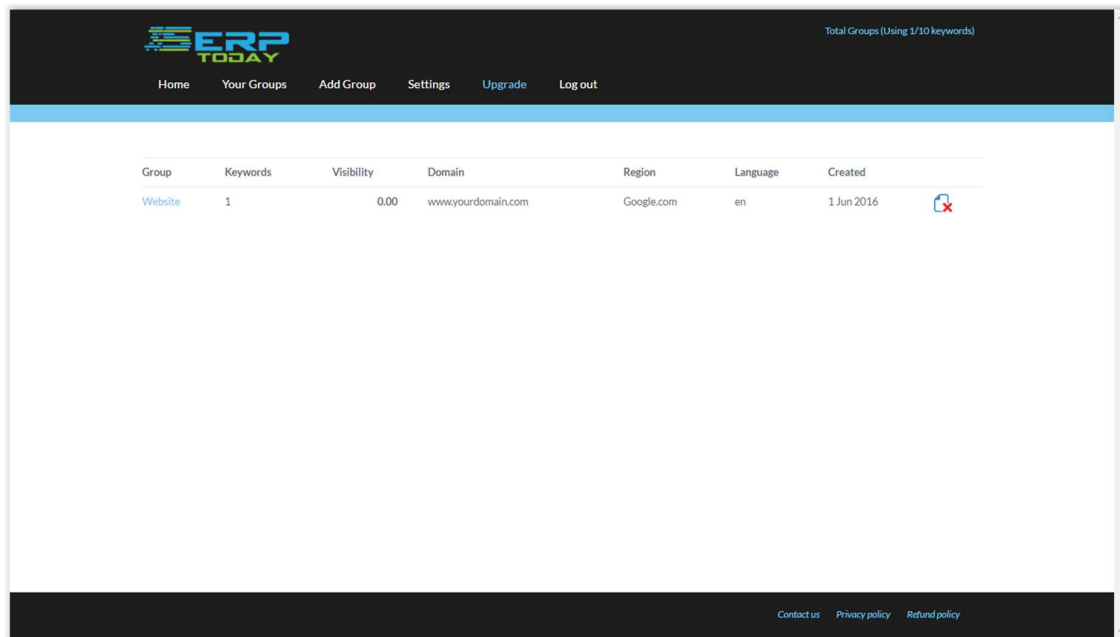 SERP
TODAY
Total Groups (Using 1/10 keywords)
Home Your Groups Add Group Settings Upgrade Log out
Group Keywords Visibility Domain Region Language Created
Website 1 0.00 www.yourdomain.com Google.com en 1 Jun 2016
Contact us Privacy policy Refund policy